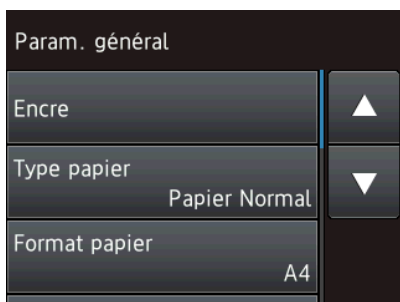 Param. général
Encre
Type papier
Papier Normal
Format papier
A4